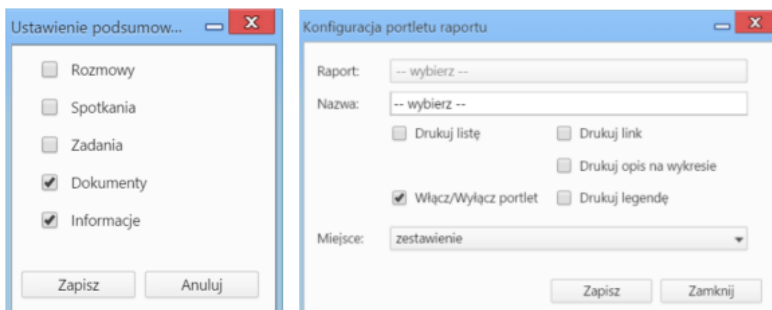 Ustawienie podsumow...
Rozmowy
Spotkania
Zadania
Dokumenty
Informacje
Zapisz Anuluj
Konfiguracja portletu raportu
Raport: -- wybierz --
Nazwa: -- wybierz --
Drukuj listę Drukuj link
Drukuj opis na wykresie
Włącz/Wyłącz portlet Drukuj legendę
Miejsce: zestawienie
Zapisz Zamknij